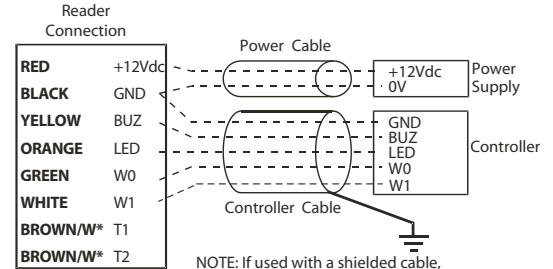 Reader
Connection
Power Cable
RED +12Vdc
BLACK GND
YELLOW BUZ
ORANGE LED
GREEN W0
WHITE W1
BROWN/W* T1
BROWN/W* T2
+12Vdc
0V
Power
Supply
GND
BUZ
LED
W0
W1
Controller
Controller Cable
NOTE: If used with a shielded cable,